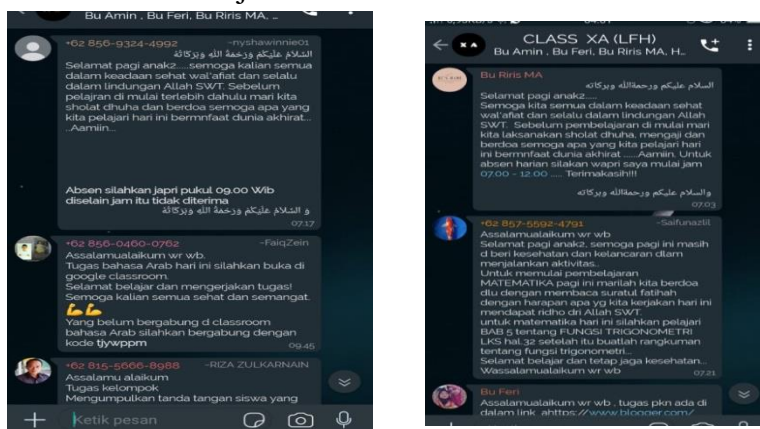 Bu Amin , Bu Feri, Bu Riris MA, ..
+62 856-9324-4992 ~nyshawinnie01
السَّلَامُ عَلَيْكُم وَرَحْمَةُ اللهِ وَبَرَكَاتُهُ
Selamat pagi anak2.....semoga kalian semua
dalam keadaan sehat wal'afiat dan selalu
dalam lindungan Allah SWT. Sebelum
pelajran di mulai terlebih dahulu mari kita
sholat dhuha dan berdoa semoga apa yang
kita pelajari hari ini bermnfaat dunia akhirat...
..Aamiin...
Absen silahkan japri pukul 09.00 Wib
diselain jam itu tidak diterima
و السَّلَامُ عَلَيْكُم وَرَحْمَةُ اللهِ وَبَرَكَاتُهُ
07.17
+62 856-0460-0762 ~FaiqZein
Assalamualaikum wr wb.
Tugas bahasa Arab hari ini silahkan buka di
google classroom.
Selamat belajar dan mengerjakan tugas!
Semoga kalian semua sehat dan semangat.
💪💪
Yang belum bergabung d classroom
bahasa Arab silahkan bergabung dengan
kode tjywppm
09.45
+62 815-5666-8988 ~RIZA ZULKARNAIN
Assalamu alaikum
Tugas kelompok
Mengumpulkan tanda tangan siswa yang
Ketik pesan
XA CLASS XA (LFH)
Bu Amin , Bu Feri, Bu Riris MA, H..
Bu Riris MA
السلام عليكم ورحمةالله وبركاته
Selamat pagi anak2.....
Semoga kita semua dalam keadaan sehat
wal'afiat dan selalu dalam lindungan Allah
SWT. Sebelum pembelajaran di mulai mari
kita laksanakan sholat dhuha, mengaji dan
berdoa semoga apa yang kita pelajari hari
ini bermnfaat dunia akhirat ......Aamiin. Untuk
absen harian silakan wapri saya mulai jam
07.00 - 12.00 ..... Terimakasih!!!
والسلام عليكم ورحمةالله وبركاته
07.03
+62 857-5592-4791 ~Saifunazlil
Assalamualaikum wr wb
Selamat pagi anak2, semoga pagi ini masih
d beri kesehatan dan kelancaran dlam
menjalankan aktivitas..
Untuk memulai pembelajaran
MATEMATIKA pagi ini marilah kita berdoa
dlu dengan membaca suratul fatihah
dengan harapan apa yg kita kerjakan hari ini
mendapat ridho dri Allah SWT.
untuk matematika hari ini silahkan pelajari
BAB 5 tentang FUNGSI TRIGONOMETRI
LKS hal.32 setelah itu buatlah rangkuman
tentang fungsi trigonometri...
Selamat belajar dan tetap jaga kesehatan...
Wassalamualaikum wr wb
07.21
Bu Feri
Assalamualaikum wr wb , tugas pkn ada di
dalam link. ahttps://www.blogger.com/